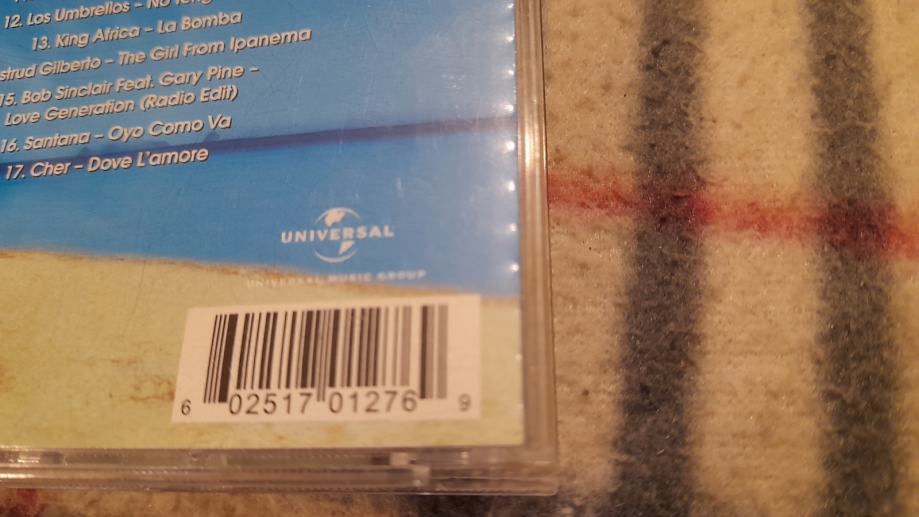 12. Los Umbrellos – No
13. King Africa – La Bomba
Gilberto – The Girl From Ipanema
15. Bob Sinclair Feat. Gary Pine –
Love Generation (Radio Edit)
16. Santana – Oyo Como Va
17. Cher – Dove L'amore
UNIVERSAL
UNIVERSAL MUSIC GROUP
6 02517 01276 9